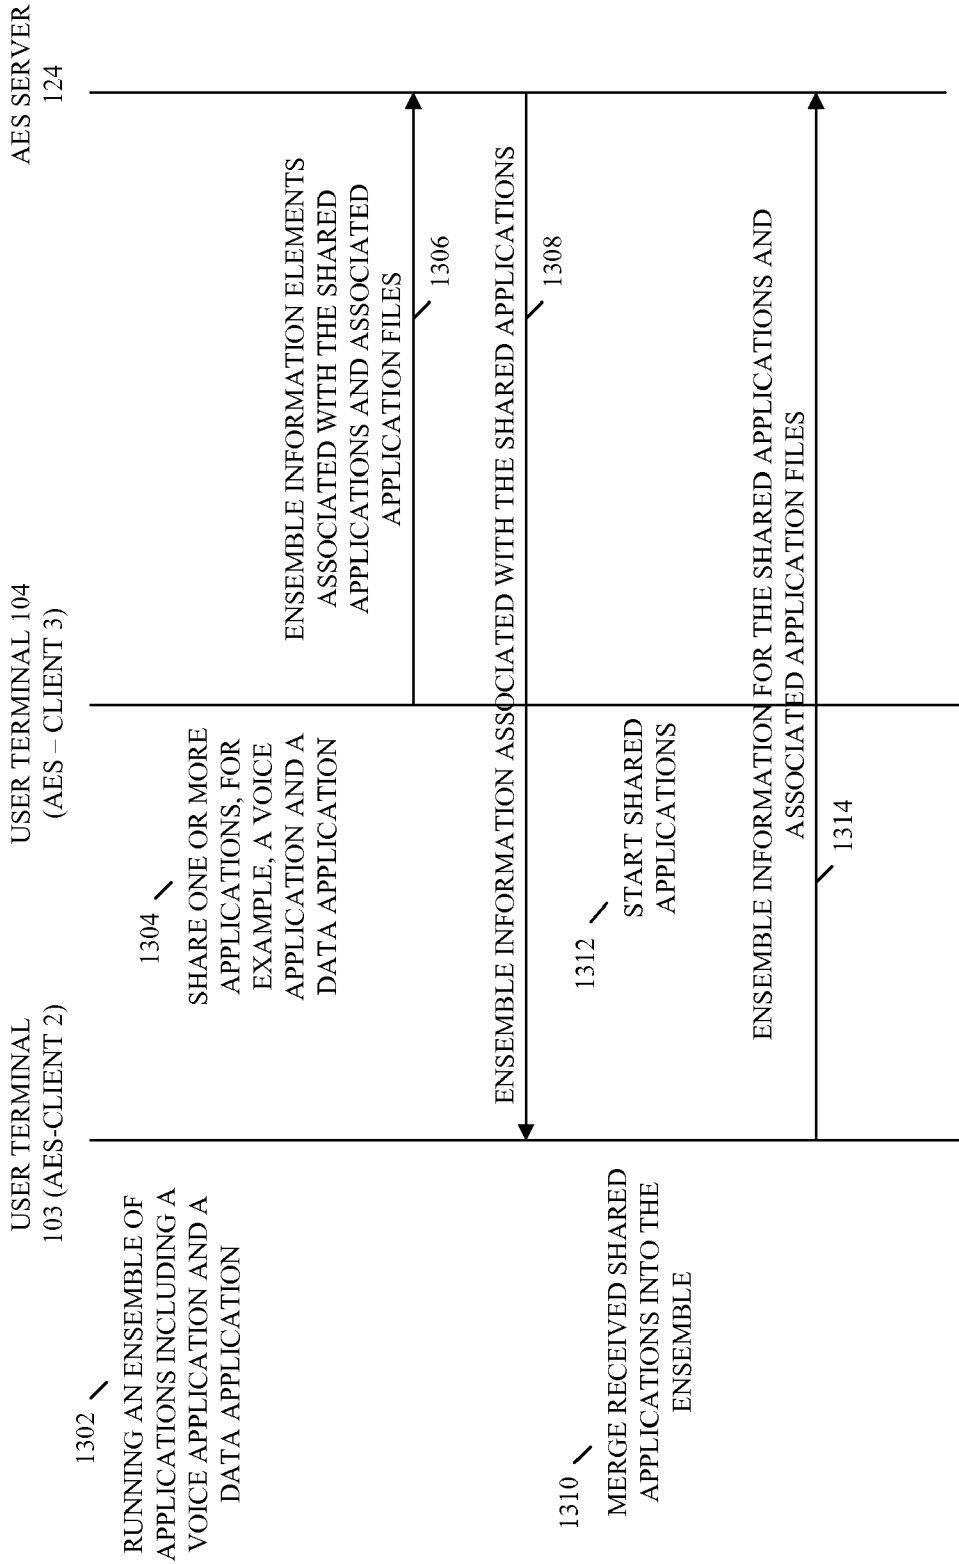 USER TERMINAL
103 (AES-CLIENT 2)
USER TERMINAL 104
(AES – CLIENT 3)
AES SERVER
124
1302
RUNNING AN ENSEMBLE OF
APPLICATIONS INCLUDING A
VOICE APPLICATION AND A
DATA APPLICATION
1304
SHARE ONE OR MORE
APPLICATIONS, FOR
EXAMPLE, A VOICE
APPLICATION AND A
DATA APPLICATION
ENSEMBLE INFORMATION ELEMENTS
ASSOCIATED WITH THE SHARED
APPLICATIONS AND ASSOCIATED
APPLICATION FILES
1306
ENSEMBLE INFORMATION ASSOCIATED WITH THE SHARED APPLICATIONS
1308
1310
MERGE RECEIVED SHARED
APPLICATIONS INTO THE
ENSEMBLE
1312
START SHARED
APPLICATIONS
ENSEMBLE INFORMATION FOR THE SHARED APPLICATIONS AND
ASSOCIATED APPLICATION FILES
1314